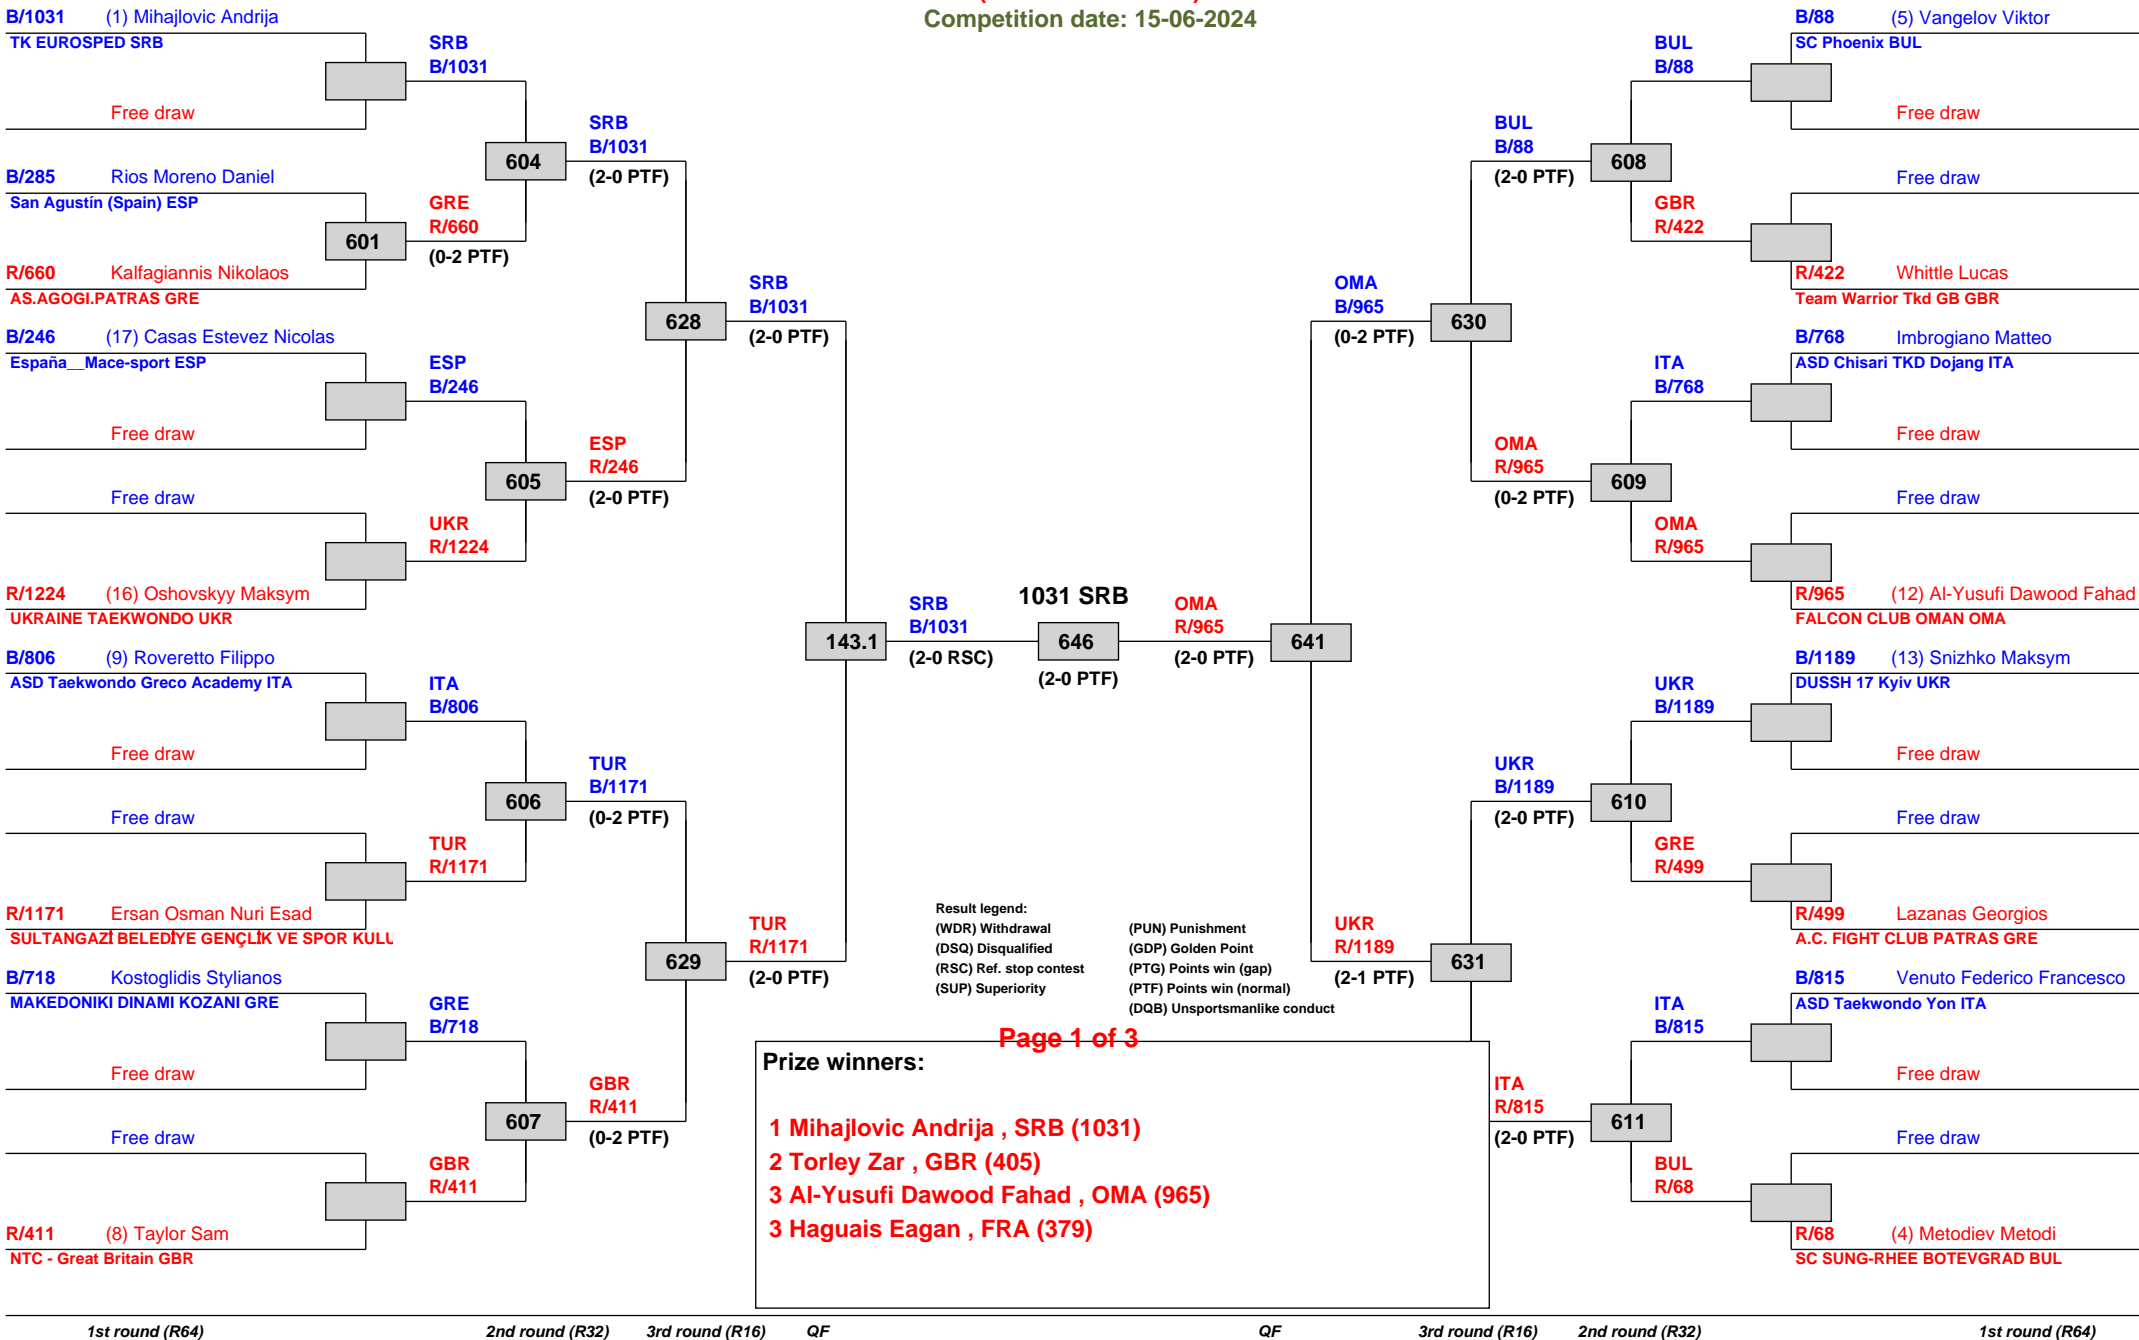 Competition date: 15-06-2024
B/1031 (1) Mihajlovic Andrija
TK EUROSPED SRB
Free draw
SRB
B/1031
B/285 Rios Moreno Daniel
San Agustín (Spain) ESP
601
R/660 Kalfagiannis Nikolaos
AS.AGOGI.PATRAS GRE
GRE
R/660
(0-2 PTF)
604
SRB
B/1031
(2-0 PTF)
B/246 (17) Casas Estevez Nicolas
España__Mace-sport ESP
Free draw
ESP
B/246
Free draw
R/1224 (16) Oshovskyy Maksym
UKRAINE TAEKWONDO UKR
UKR
R/1224
605
ESP
R/246
(2-0 PTF)
628
SRB
B/1031
(2-0 PTF)
B/806 (9) Roveretto Filippo
ASD Taekwondo Greco Academy ITA
Free draw
ITA
B/806
Free draw
R/1171 Ersan Osman Nuri Esad
SULTANGAZİ BELEDİYE GENÇLİK VE SPOR KULU
TUR
R/1171
606
TUR
B/1171
(0-2 PTF)
B/718 Kostoglidis Stylianos
MAKEDONIKI DINAMI KOZANI GRE
Free draw
GRE
B/718
Free draw
R/411 (8) Taylor Sam
NTC - Great Britain GBR
GBR
R/411
607
GBR
R/411
(0-2 PTF)
629
TUR
R/1171
(2-0 PTF)
143.1
SRB
B/1031
(2-0 RSC)
1031 SRB
646
(2-0 PTF)
OMA
R/965
(2-0 PTF)
641
OMA
B/965
(0-2 PTF)
630
BUL
B/88
(2-0 PTF)
608
BUL
B/88
B/88 (5) Vangelov Viktor
SC Phoenix BUL
Free draw
Free draw
GBR
R/422
R/422 Whittle Lucas
Team Warrior Tkd GB GBR
B/768 Imbrogiano Matteo
ASD Chisari TKD Dojang ITA
ITA
B/768
Free draw
OMA
R/965
(0-2 PTF)
609
Free draw
OMA
R/965
R/965 (12) Al-Yusufi Dawood Fahad
FALCON CLUB OMAN OMA
B/1189 (13) Snizhko Maksym
DUSSH 17 Kyiv UKR
UKR
B/1189
Free draw
UKR
B/1189
(2-0 PTF)
610
Free draw
GRE
R/499
R/499 Lazanas Georgios
A.C. FIGHT CLUB PATRAS GRE
UKR
R/1189
(2-1 PTF)
631
B/815 Venuto Federico Francesco
ASD Taekwondo Yon ITA
ITA
B/815
Free draw
ITA
R/815
(2-0 PTF)
611
Free draw
BUL
R/68
R/68 (4) Metodiev Metodi
SC SUNG-RHEE BOTEVGRAD BUL
Result legend:
(WDR) Withdrawal
(DSQ) Disqualified
(RSC) Ref. stop contest
(SUP) Superiority
(PUN) Punishment
(GDP) Golden Point
(PTG) Points win (gap)
(PTF) Points win (normal)
(DQB) Unsportsmanlike conduct
Page 1 of 3
Prize winners:
1 Mihajlovic Andrija , SRB (1031)
2 Torley Zar , GBR (405)
3 Al-Yusufi Dawood Fahad , OMA (965)
3 Haguais Eagan , FRA (379)
1st round (R64) 2nd round (R32) 3rd round (R16) QF QF 3rd round (R16) 2nd round (R32) 1st round (R64)